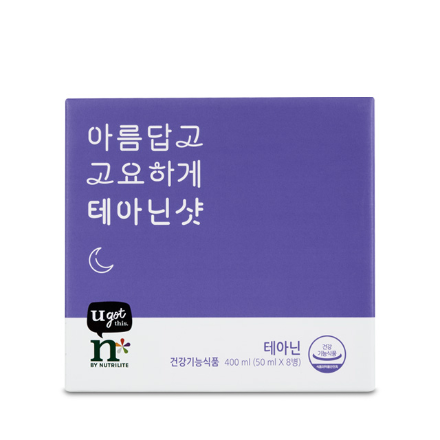 아름답고
고요하게
테아닌샷
u got
this.
n*
BY NUTRILITE
테아닌
건강기능식품 400 ml (50 ml X 8병)
건강
기능식품